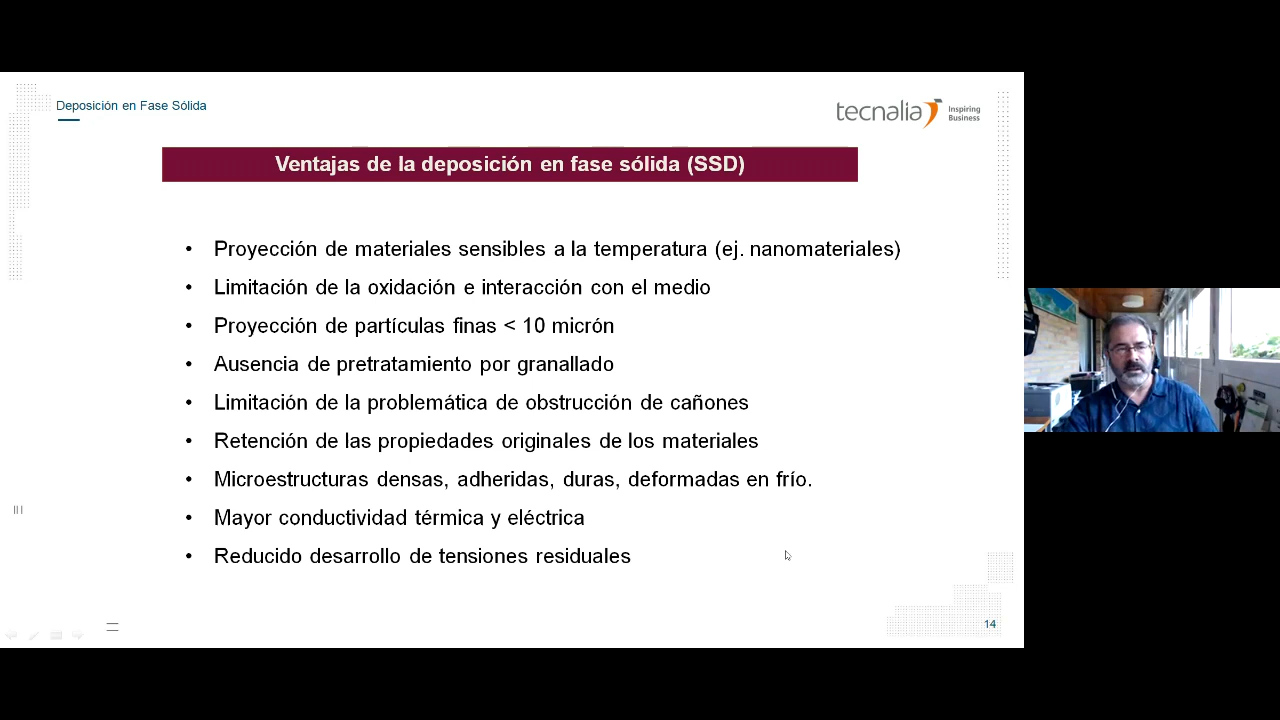 Deposición en Fase Sólida
tecnalia
Inspiring
Business
Ventajas de la deposición en fase sólida (SSD)
• Proyección de materiales sensibles a la temperatura (ej. nanomateriales)
• Limitación de la oxidación e interacción con el medio
• Proyección de partículas finas < 10 micrón
• Ausencia de pretratamiento por granallado
• Limitación de la problemática de obstrucción de cañones
• Retención de las propiedades originales de los materiales
• Microestructuras densas, adheridas, duras, deformadas en frío.
• Mayor conductividad térmica y eléctrica
• Reducido desarrollo de tensiones residuales
14